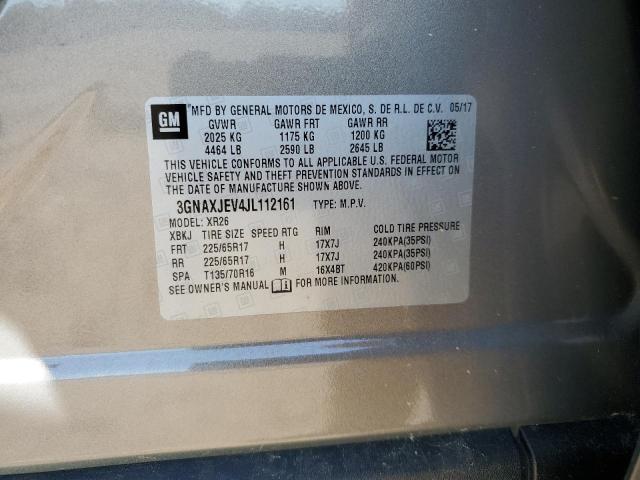 GM
MFD BY GENERAL MOTORS DE MEXICO, S. DE R.L. DE C.V. 05/17
GVWR GAWR FRT GAWR RR
2025 KG 1175 KG 1200 KG
4464 LB 2590 LB 2645 LB
THIS VEHICLE CONFORMS TO ALL APPLICABLE U.S. FEDERAL MOTOR
VEHICLE SAFETY AND THEFT PREVENTION STANDARDS IN EFFECT
ON THE DATE OF MANUFACTURE SHOWN ABOVE.
3GNAXJEV4JL112161 TYPE: M.P.V.
MODEL: XR26
XBKJ TIRE SIZE SPEED RTG RIM COLD TIRE PRESSURE
FRT 225/65R17 H 17X7J 240KPA(35PSI)
RR 225/65R17 H 17X7J 240KPA(35PSI)
SPA T135/70R16 M 16X4BT 420KPA(60PSI)
SEE OWNER'S MANUAL FOR MORE INFORMATION.